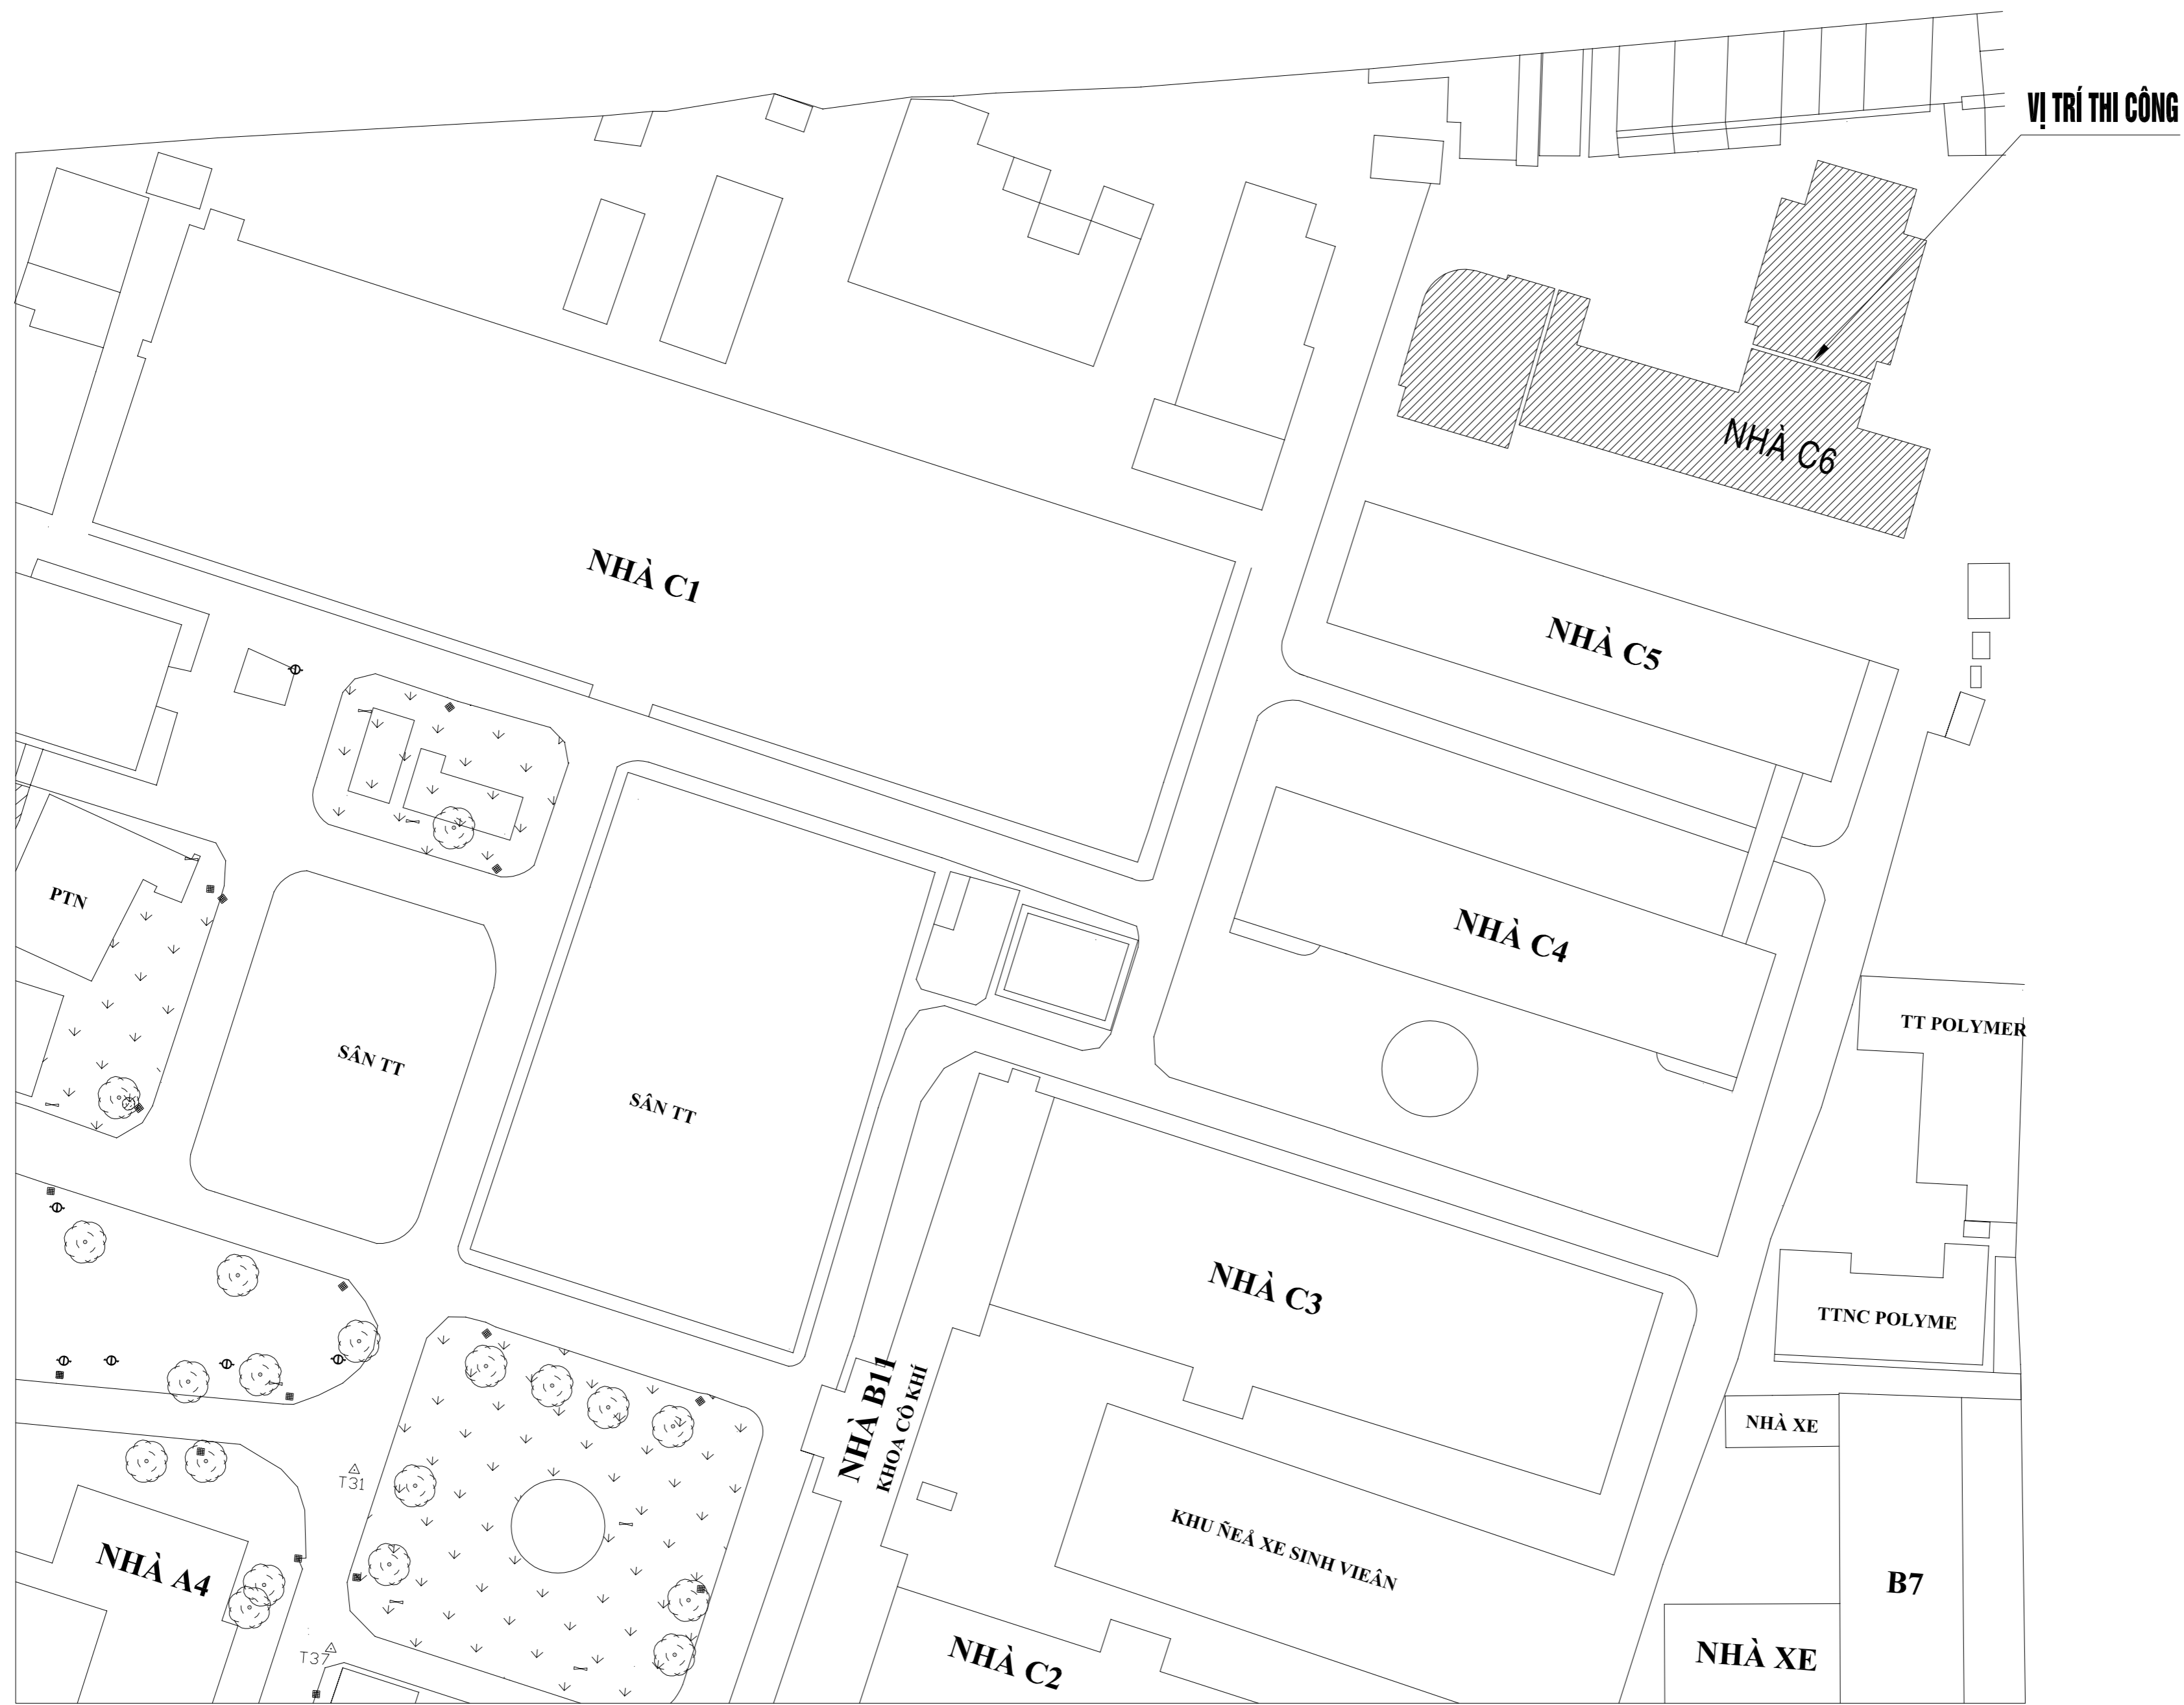 VỊ TRÍ THI CÔNG
NHÀ C6
NHÀ C1
NHÀ C5
PTN
NHÀ C4
SÂN TT
SÂN TT
TT POLYMER
NHÀ C3
TTNC POLYME
NHÀ B11
KHOA CÔ KHÍ
NHÀ XE
T31
KHU ÑEÅ XE SINH VIEÂN
NHÀ A4
B7
T37
NHÀ C2
NHÀ XE